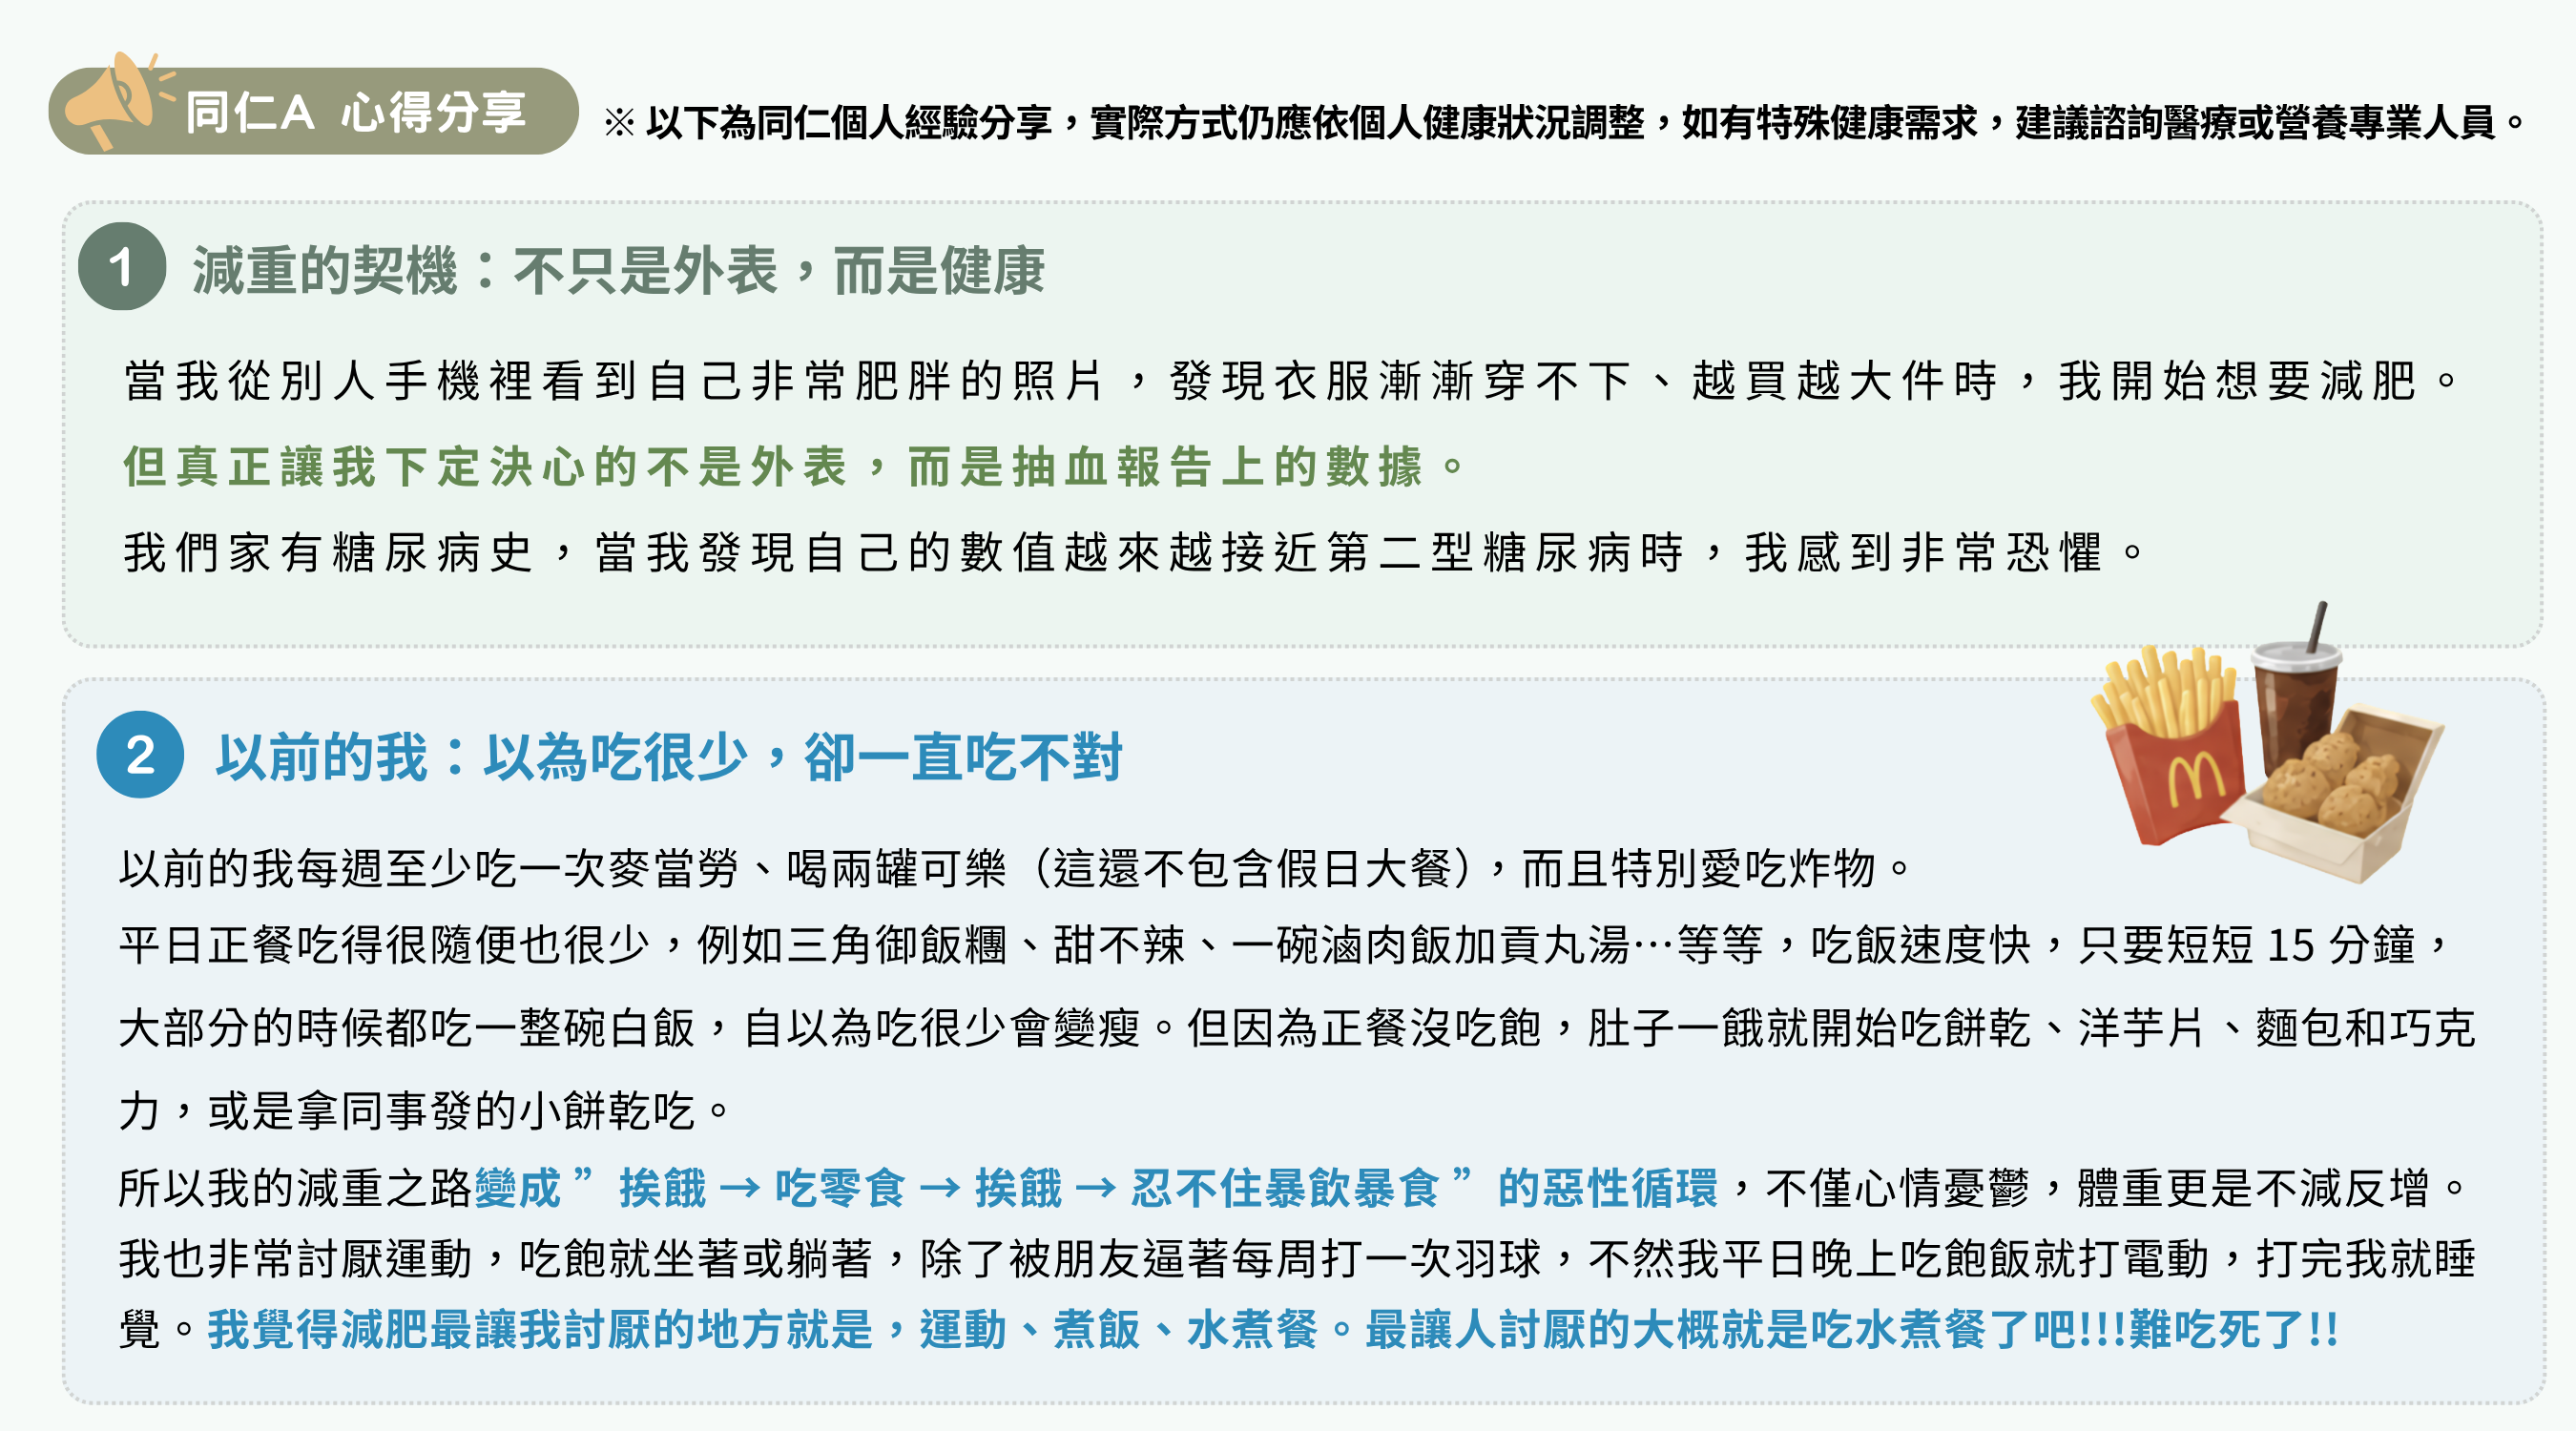 同仁A 心得分享
※ 以下為同仁個人經驗分享，實際方式仍應依個人健康狀況調整，如有特殊健康需求，建議諮詢醫療或營養專業人員。
1 減重的契機：不只是外表，而是健康
當我從別人手機裡看到自己非常肥胖的照片，發現衣服漸漸穿不下、越買越大件時，我開始想要減肥。
但真正讓我下定決心的不是外表，而是抽血報告上的數據。
我們家有糖尿病史，當我發現自己的數值越來越接近第二型糖尿病時，我感到非常恐懼。
2 以前的我：以為吃很少，卻一直吃不對
以前的我每週至少吃一次麥當勞、喝兩罐可樂（這還不包含假日大餐），而且特別愛吃炸物。
平日正餐吃得很隨便也很少，例如三角御飯糰、甜不辣、一碗滷肉飯加貢丸湯…等等，吃飯速度快，只要短短 15 分鐘，
大部分的時候都吃一整碗白飯，自以為吃很少會變瘦。但因為正餐沒吃飽，肚子一餓就開始吃餅乾、洋芋片、麵包和巧克
力，或是拿同事發的小餅乾吃。
所以我的減重之路變成 ”挨餓 → 吃零食 → 挨餓 → 忍不住暴飲暴食 ”的惡性循環，不僅心情憂鬱，體重更是不減反增。
我也非常討厭運動，吃飽就坐著或躺著，除了被朋友逼著每周打一次羽球，不然我平日晚上吃飽飯就打電動，打完我就睡
覺。我覺得減肥最讓我討厭的地方就是，運動、煮飯、水煮餐。最讓人討厭的大概就是吃水煮餐了吧!!!難吃死了!!